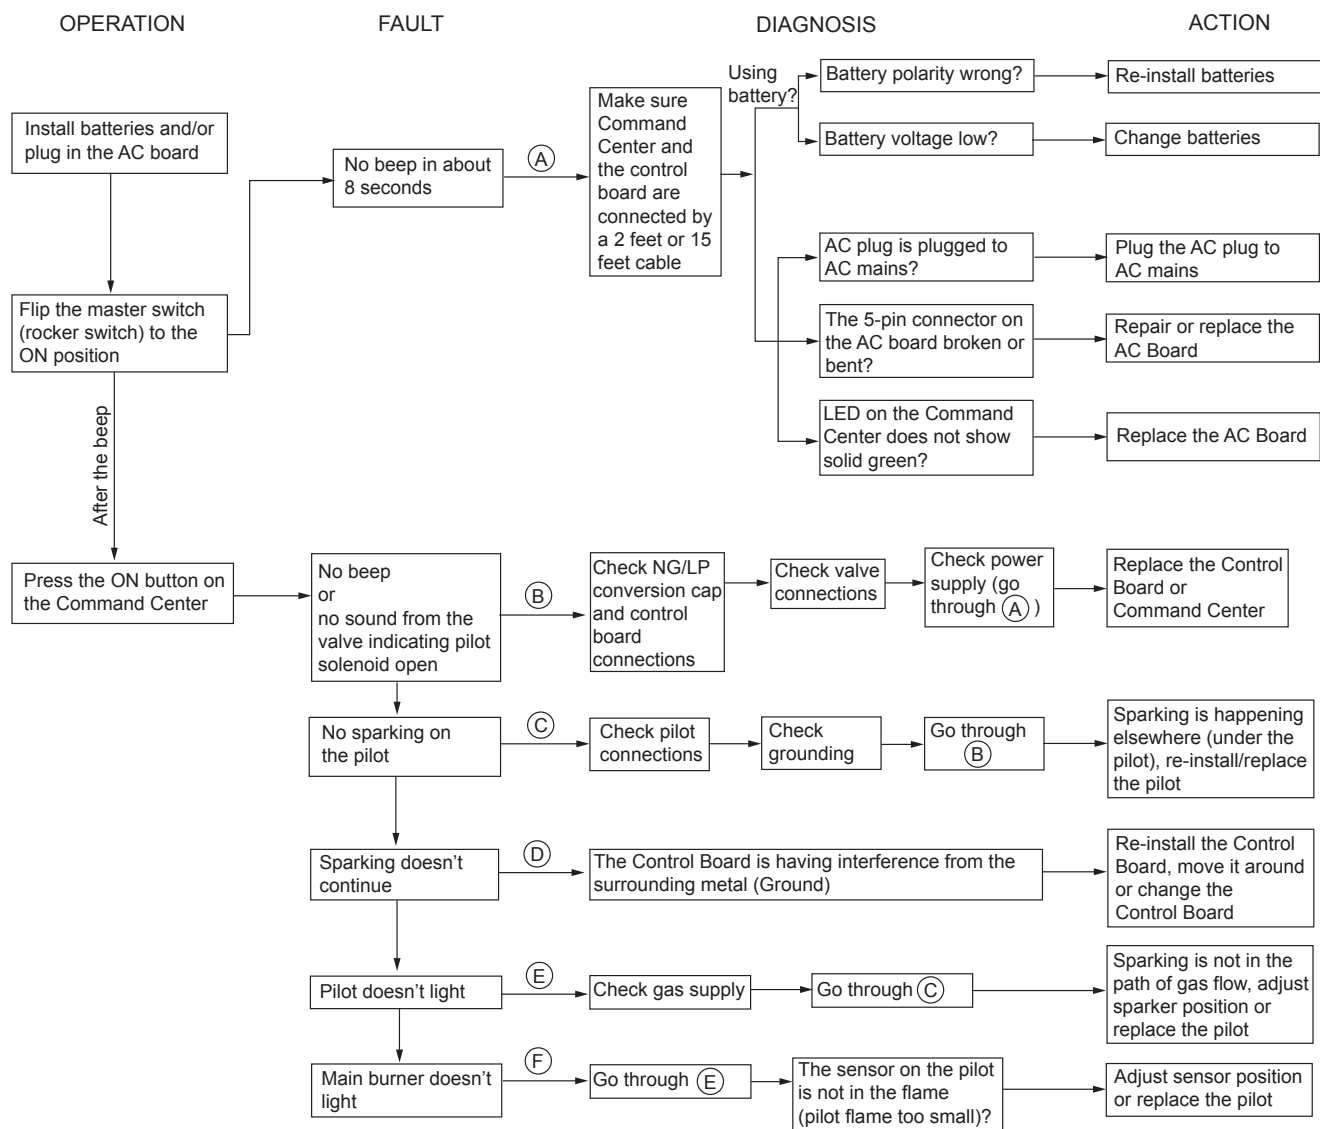 OPERATION
FAULT
DIAGNOSIS
ACTION
Install batteries and/or
plug in the AC board
Flip the master switch
(rocker switch) to the
ON position
After the beep
Press the ON button on
the Command Center
No beep in about
8 seconds
A
Make sure
Command
Center and
the control
board are
connected by
a 2 feet or 15
feet cable
Using
battery?
Battery polarity wrong?
Re-install batteries
Battery voltage low?
Change batteries
AC plug is plugged to
AC mains?
Plug the AC plug to
AC mains
The 5-pin connector on
the AC board broken or
bent?
Repair or replace the
AC Board
LED on the Command
Center does not show
solid green?
Replace the AC Board
No beep
or
no sound from the
valve indicating pilot
solenoid open
B
Check NG/LP
conversion cap
and control
board
connections
Check valve
connections
Check power
supply (go
through A )
Replace the Control
Board or
Command Center
No sparking on
the pilot
C
Check pilot
connections
Check
grounding
Go through
B
Sparking is happening
elsewhere (under the
pilot), re-install/replace
the pilot
Sparking doesn't
continue
D
The Control Board is having interference from the
surrounding metal (Ground)
Re-install the Control
Board, move it around
or change the
Control Board
Pilot doesn't light
E
Check gas supply
Go through C
Sparking is not in the
path of gas flow, adjust
sparker position or
replace the pilot
Main burner doesn't
light
F
Go through E
The sensor on the pilot
is not in the flame
(pilot flame too small)?
Adjust sensor position
or replace the pilot